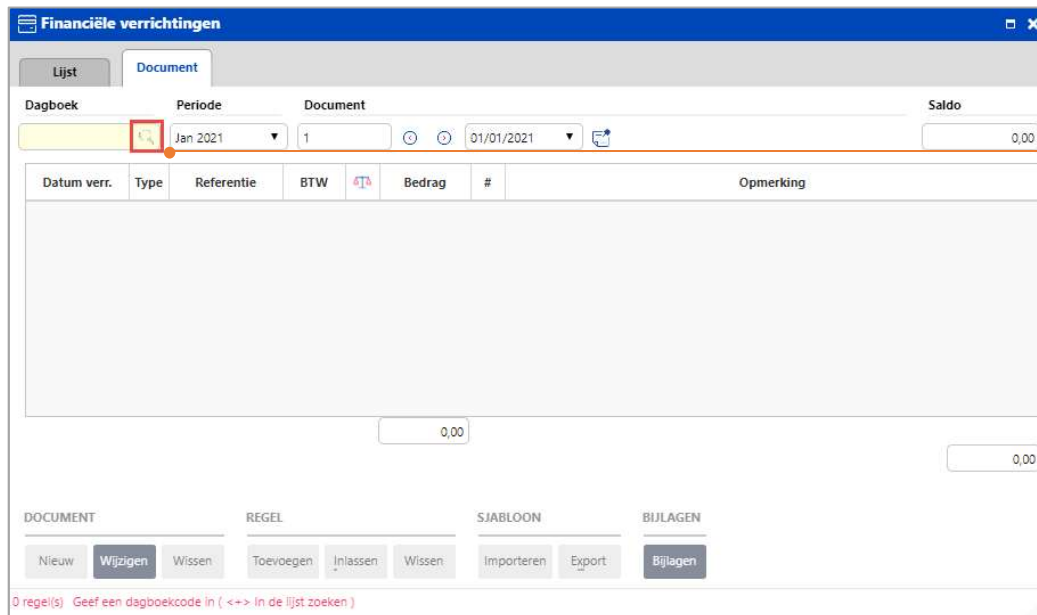 Financiële verrichtingen
Lijst
Document
Dagboek Periode Document Saldo
Jan 2021 1 01/01/2021 0,00
Datum verr. Type Referentie BTW Bedrag # Opmerking
0,00
0,00
DOCUMENT REGEL SJABLOON BIJLAGEN
Nieuw Wijzigen Wissen Toevoegen Inlassen Wissen Importeren Export Bijlagen
0 regel(s) Geef een dagboekcode in ( <+> in de lijst zoeken )